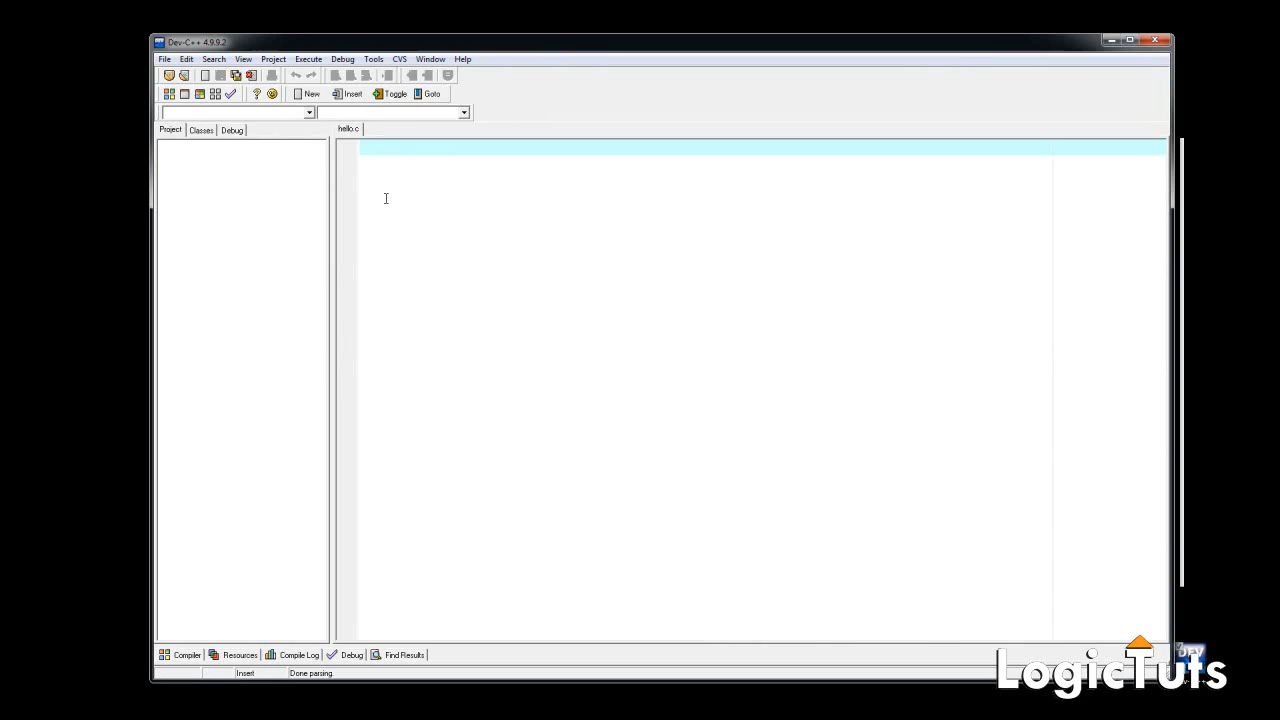 Dev-C++ 4.9.9.2
File Edit Search View Project Execute Debug Tools CVS Window Help
New Insert Toggle Goto
Project Classes Debug
hello.c
Compiler Resources Compile Log Debug Find Results
Insert Done parsing.
DEV
LogicTuts